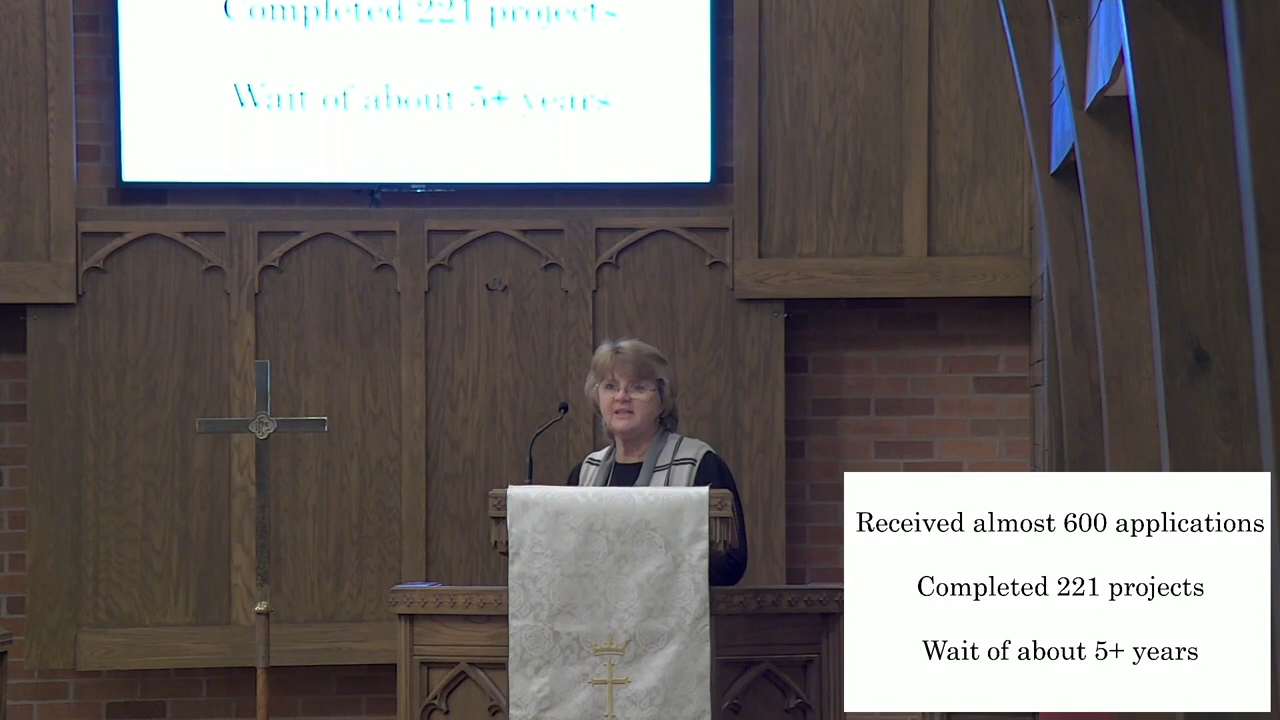 Completed 221 projects
Wait of about 5+ years
Received almost 600 applications
Completed 221 projects
Wait of about 5+ years